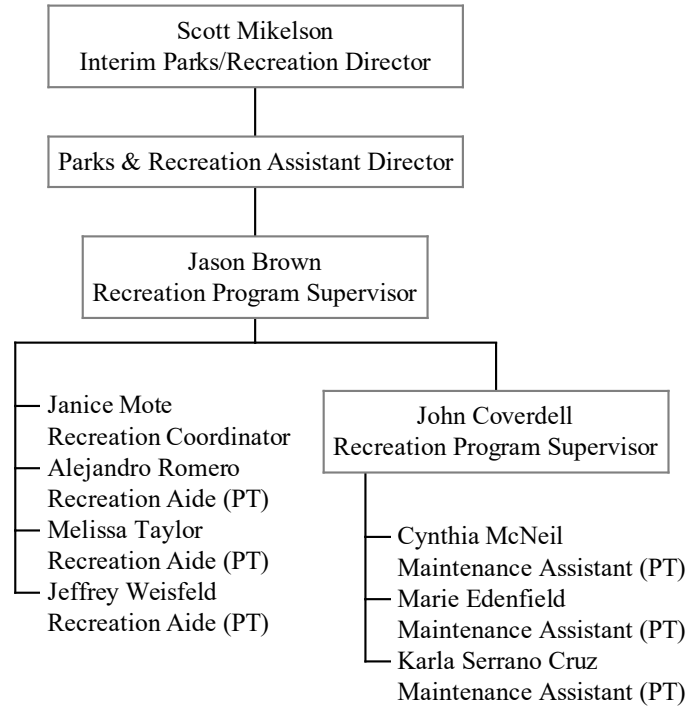 Scott Mikelson
Interim Parks/Recreation Director
Parks & Recreation Assistant Director
Jason Brown
Recreation Program Supervisor
Janice Mote
Recreation Coordinator
Alejandro Romero
Recreation Aide (PT)
Melissa Taylor
Recreation Aide (PT)
Jeffrey Weisfeld
Recreation Aide (PT)
John Coverdell
Recreation Program Supervisor
Cynthia McNeil
Maintenance Assistant (PT)
Marie Edenfield
Maintenance Assistant (PT)
Karla Serrano Cruz
Maintenance Assistant (PT)